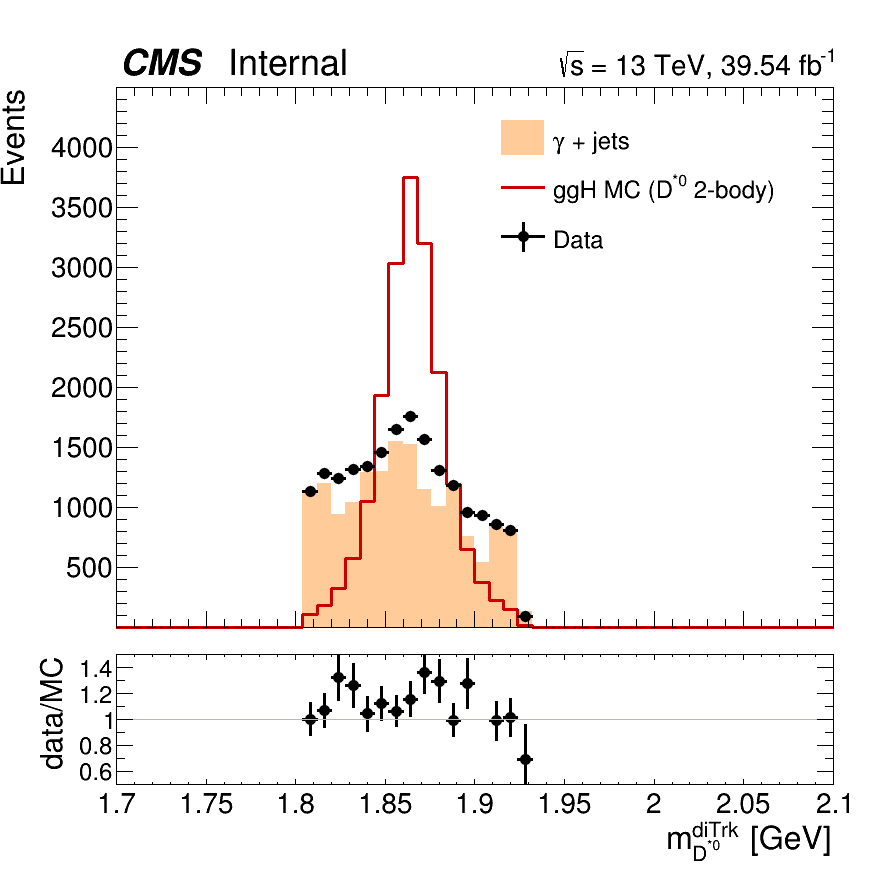 CMS Internal √s = 13 TeV, 39.54 fb⁻¹
Events
γ + jets
ggH MC (D*⁰ 2-body)
Data
4000
3500
3000
2500
2000
1500
1000
500
data/MC
1.4
1.2
1
0.8
0.6
1.7 1.75 1.8 1.85 1.9 1.95 2 2.05 2.1
m_{D*⁰}^{diTrk} [GeV]